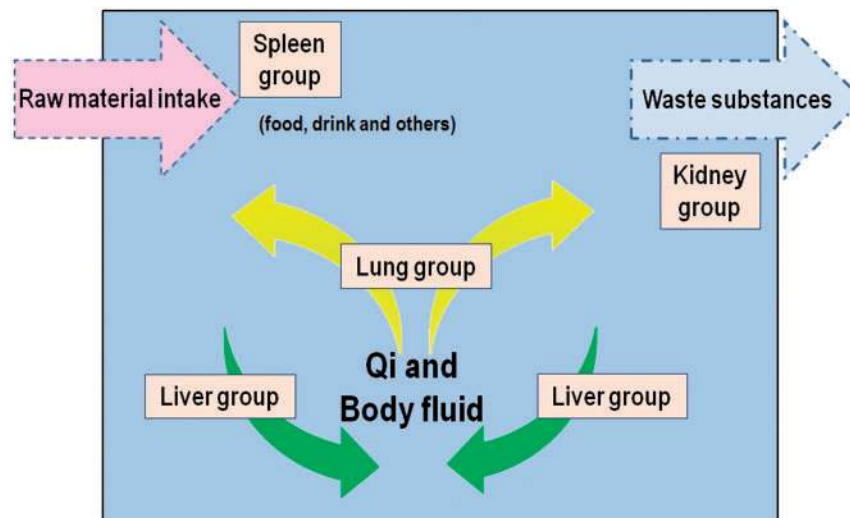 Spleen
group
Raw material intake
Waste substances
(food, drink and others)
Kidney
group
Lung group
Qi and
Body fluid
Liver group
Liver group